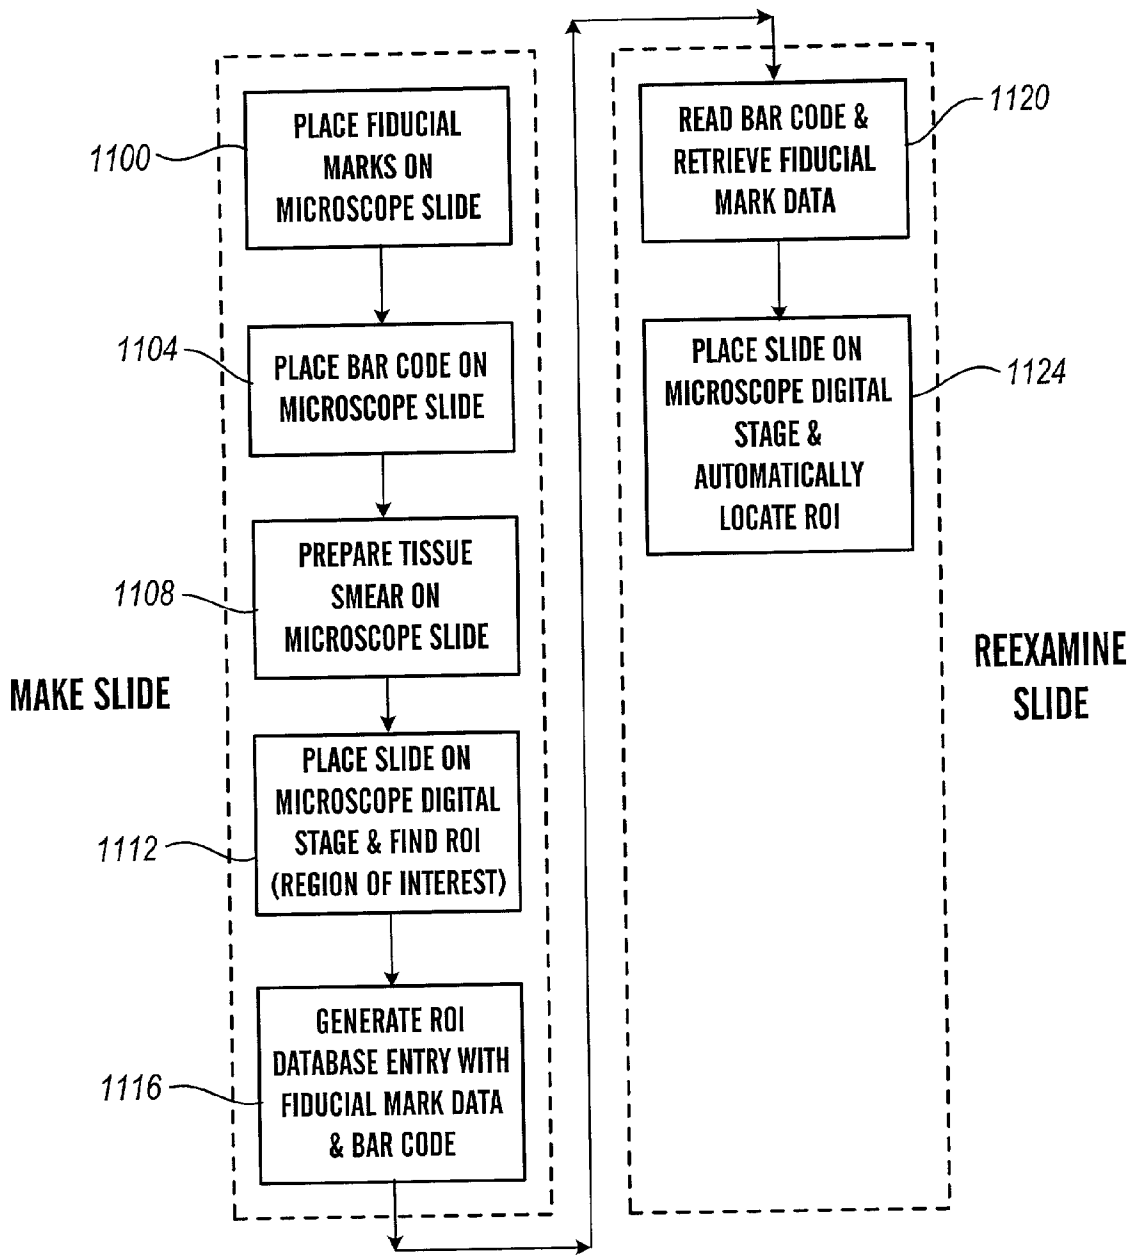 1100
PLACE FIDUCIAL
MARKS ON
MICROSCOPE SLIDE
1104
PLACE BAR CODE ON
MICROSCOPE SLIDE
1108
PREPARE TISSUE
SMEAR ON
MICROSCOPE SLIDE
MAKE SLIDE
1112
PLACE SLIDE ON
MICROSCOPE DIGITAL
STAGE & FIND ROI
(REGION OF INTEREST)
1116
GENERATE ROI
DATABASE ENTRY WITH
FIDUCIAL MARK DATA
& BAR CODE
READ BAR CODE &
RETRIEVE FIDUCIAL
MARK DATA
1120
PLACE SLIDE ON
MICROSCOPE DIGITAL
STAGE &
AUTOMATICALLY
LOCATE ROI
1124
REEXAMINE
SLIDE